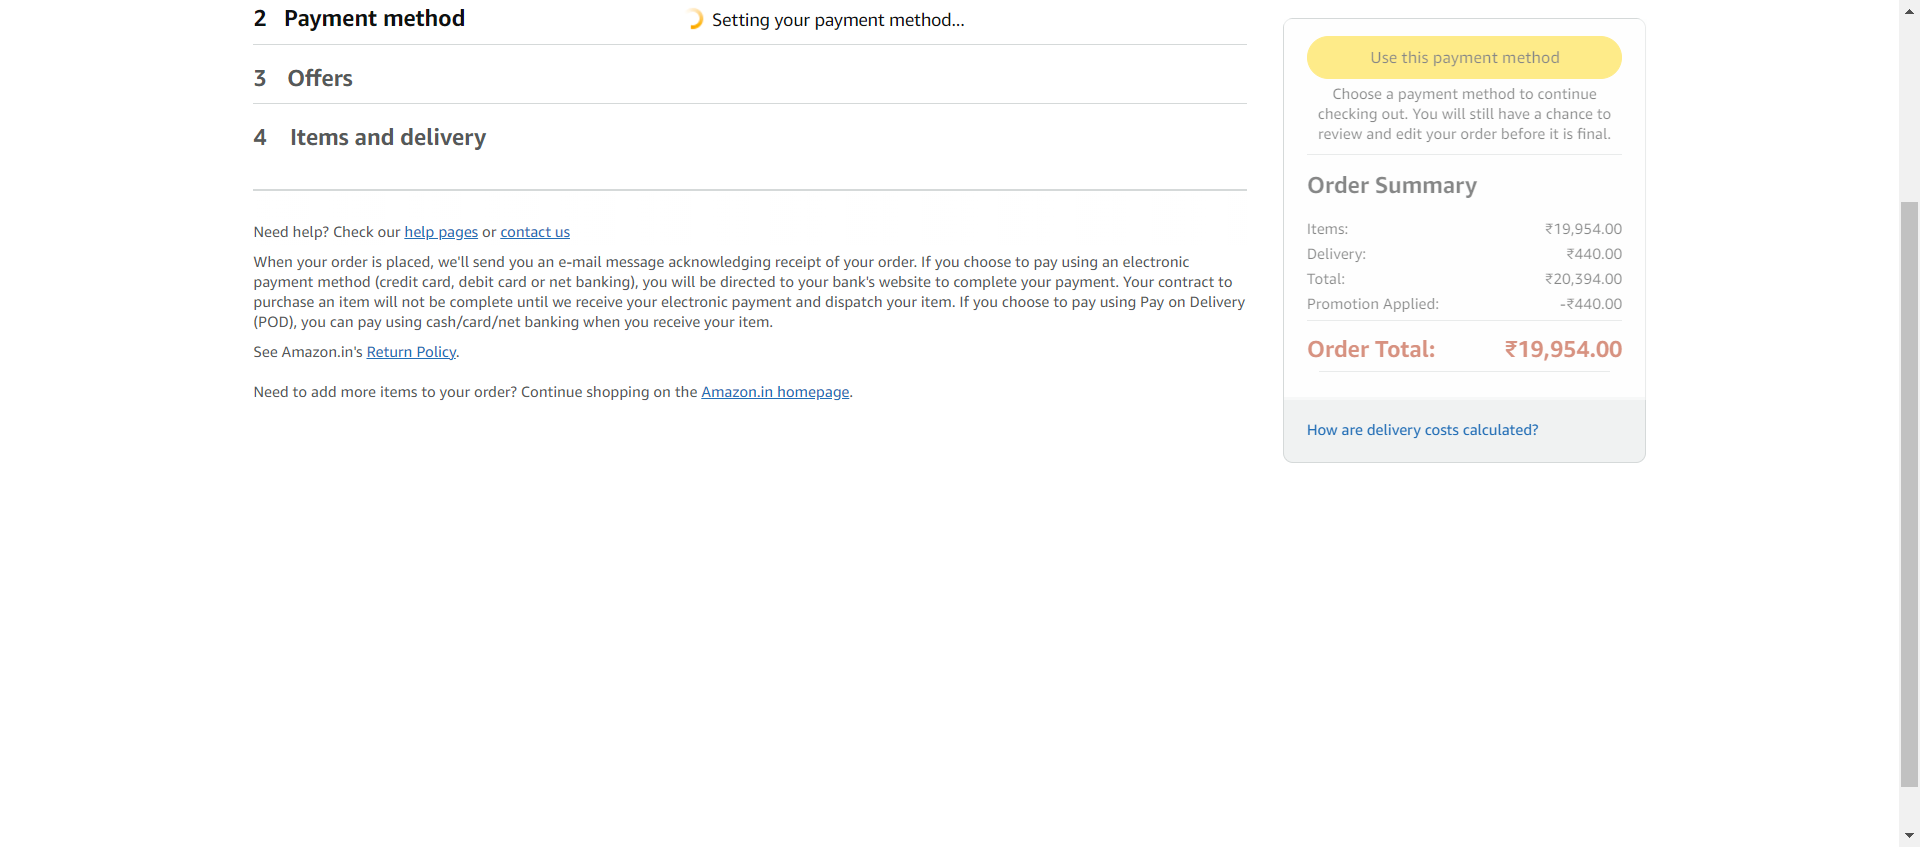 2 Payment method
Setting your payment method...
3 Offers
4 Items and delivery
Need help? Check our help pages or contact us
When your order is placed, we'll send you an e-mail message acknowledging receipt of your order. If you choose to pay using an electronic
payment method (credit card, debit card or net banking), you will be directed to your bank's website to complete your payment. Your contract to
purchase an item will not be complete until we receive your electronic payment and dispatch your item. If you choose to pay using Pay on Delivery
(POD), you can pay using cash/card/net banking when you receive your item.
See Amazon.in's Return Policy.
Need to add more items to your order? Continue shopping on the Amazon.in homepage.
Use this payment method
Choose a payment method to continue
checking out. You will still have a chance to
review and edit your order before it is final.
Order Summary
Items: ₹19,954.00
Delivery: ₹440.00
Total: ₹20,394.00
Promotion Applied: -₹440.00
Order Total: ₹19,954.00
How are delivery costs calculated?